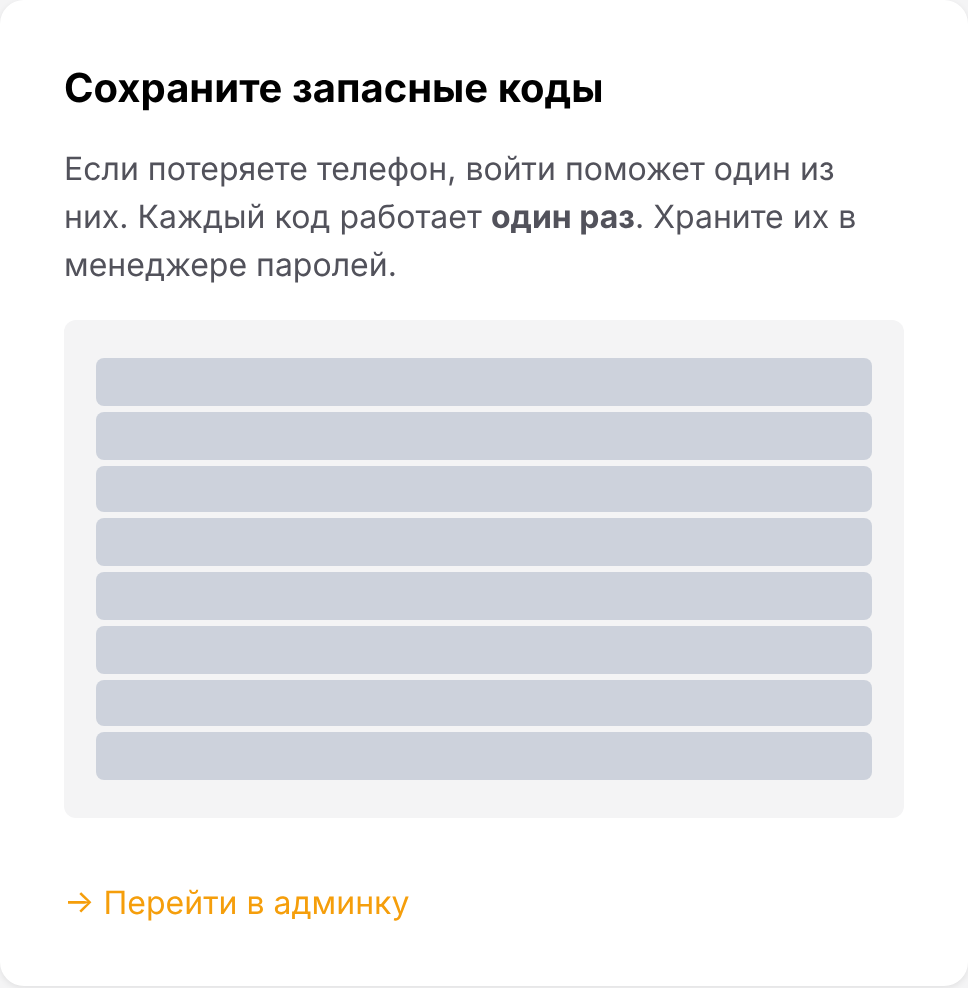 Сохраните запасные коды
Если потеряете телефон, войти поможет один из
них. Каждый код работает один раз. Храните их в
менеджере паролей.
→ Перейти в админку